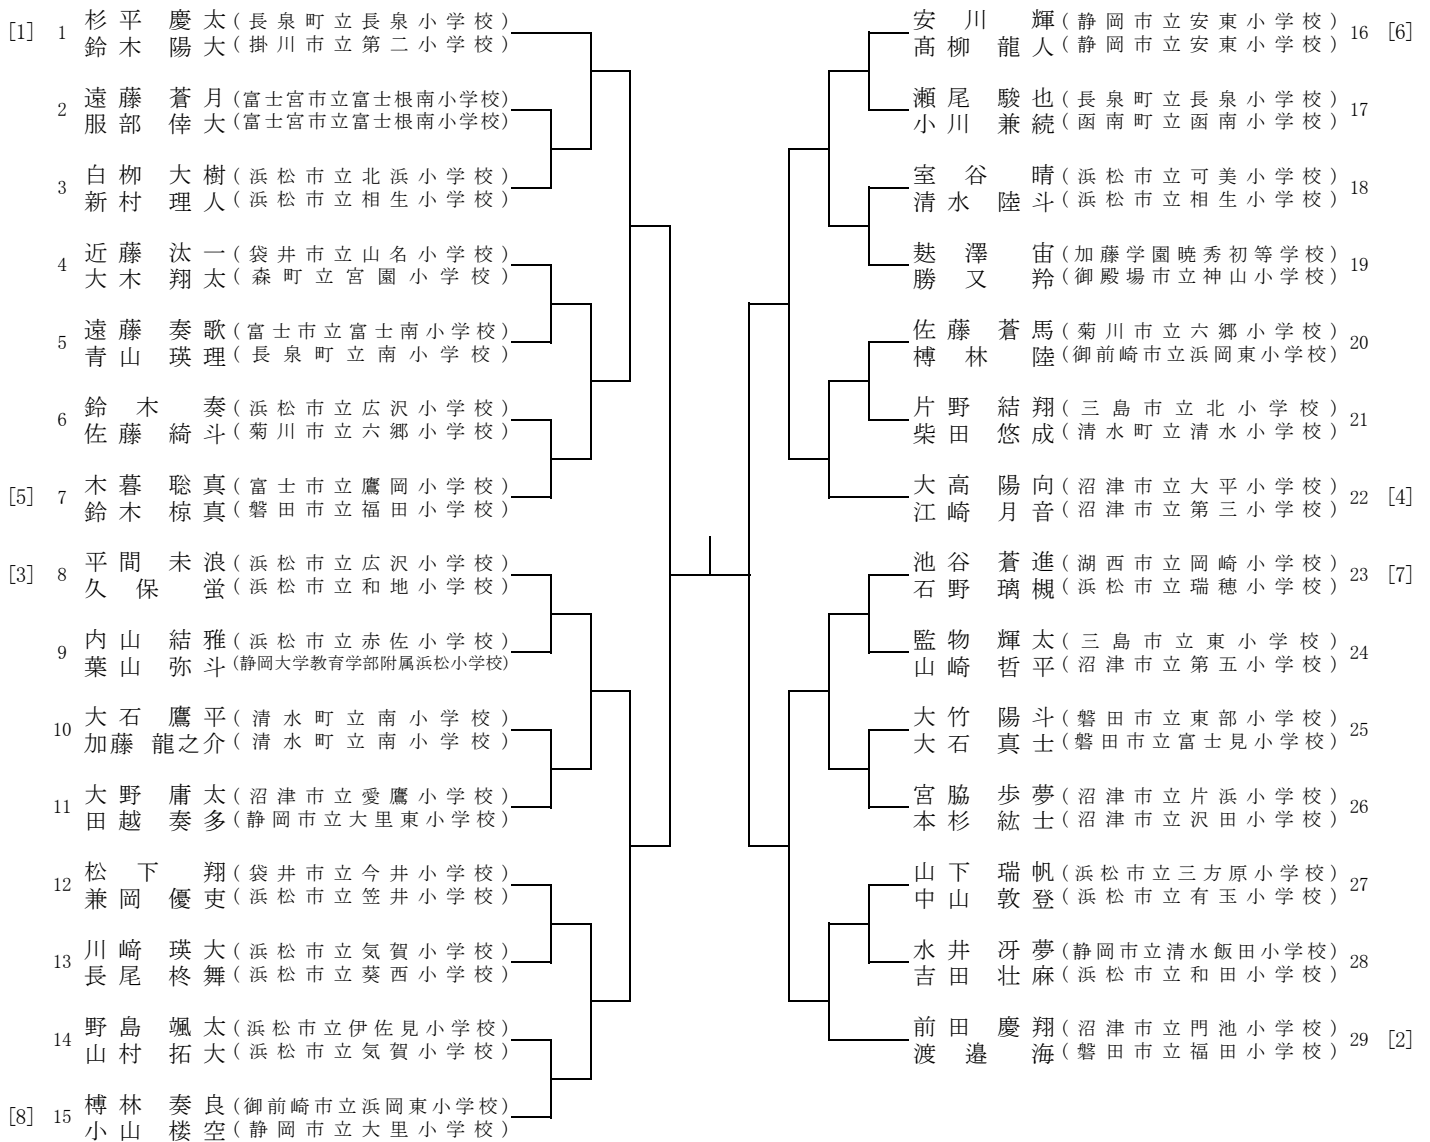 [1] 1 杉平 慶太(長泉町立長泉小学校)
鈴木 陽大(掛川市立第二小学校)
2 遠藤 蒼月(富士宮市立富士根南小学校)
服部 倖大(富士宮市立富士根南小学校)
3 白栁 大樹(浜松市立北浜小学校)
新村 理人(浜松市立相生小学校)
4 近藤 汰一(袋井市立山名小学校)
大木 翔太(森町立宮園小学校)
5 遠藤 奏歌(富士市立富士南小学校)
青山 瑛理(長泉町立南小学校)
6 鈴木 奏(浜松市立広沢小学校)
佐藤 綺斗(菊川市立六郷小学校)
[5] 7 木暮 聡真(富士市立鷹岡小学校)
鈴木 椋真(磐田市立福田小学校)
[3] 8 平間 未浪(浜松市立広沢小学校)
久保 蛍(浜松市立和地小学校)
9 内山 結雅(浜松市立赤佐小学校)
葉山 弥斗(静岡大学教育学部附属浜松小学校)
10 大石 鷹平(清水町立南小学校)
加藤 龍之介(清水町立南小学校)
11 大野 庸太(沼津市立愛鷹小学校)
田越 奏多(静岡市立大里東小学校)
12 松下 翔(袋井市立今井小学校)
兼岡 優吏(浜松市立笠井小学校)
13 川﨑 瑛大(浜松市立気賀小学校)
長尾 柊舞(浜松市立葵西小学校)
14 野島 颯太(浜松市立伊佐見小学校)
山村 拓大(浜松市立気賀小学校)
[8] 15 榑林 奏良(御前崎市立浜岡東小学校)
小山 楼空(静岡市立大里小学校)
安川 輝(静岡市立安東小学校) 16 [6]
髙柳 龍人(静岡市立安東小学校)
瀬尾 駿也(長泉町立長泉小学校) 17
小川 兼続(函南町立函南小学校)
室谷 晴(浜松市立可美小学校) 18
清水 陸斗(浜松市立相生小学校)
麸澤 宙(加藤学園暁秀初等学校) 19
勝又 羚(御殿場市立神山小学校)
佐藤 蒼馬(菊川市立六郷小学校) 20
榑林 陸(御前崎市立浜岡東小学校)
片野 結翔(三島市立北小学校) 21
柴田 悠成(清水町立清水小学校)
大高 陽向(沼津市立大平小学校) 22 [4]
江崎 月音(沼津市立第三小学校)
池谷 蒼進(湖西市立岡崎小学校) 23 [7]
石野 璃槻(浜松市立瑞穂小学校)
監物 輝太(三島市立東小学校) 24
山崎 哲平(沼津市立第五小学校)
大竹 陽斗(磐田市立東部小学校) 25
大石 真士(磐田市立富士見小学校)
宮脇 歩夢(沼津市立片浜小学校) 26
本杉 紘士(沼津市立沢田小学校)
山下 瑞帆(浜松市立三方原小学校) 27
中山 敦登(浜松市立有玉小学校)
水井 冴夢(静岡市立清水飯田小学校) 28
吉田 壮麻(浜松市立和田小学校)
前田 慶翔(沼津市立門池小学校) 29 [2]
渡邉 海(磐田市立福田小学校)